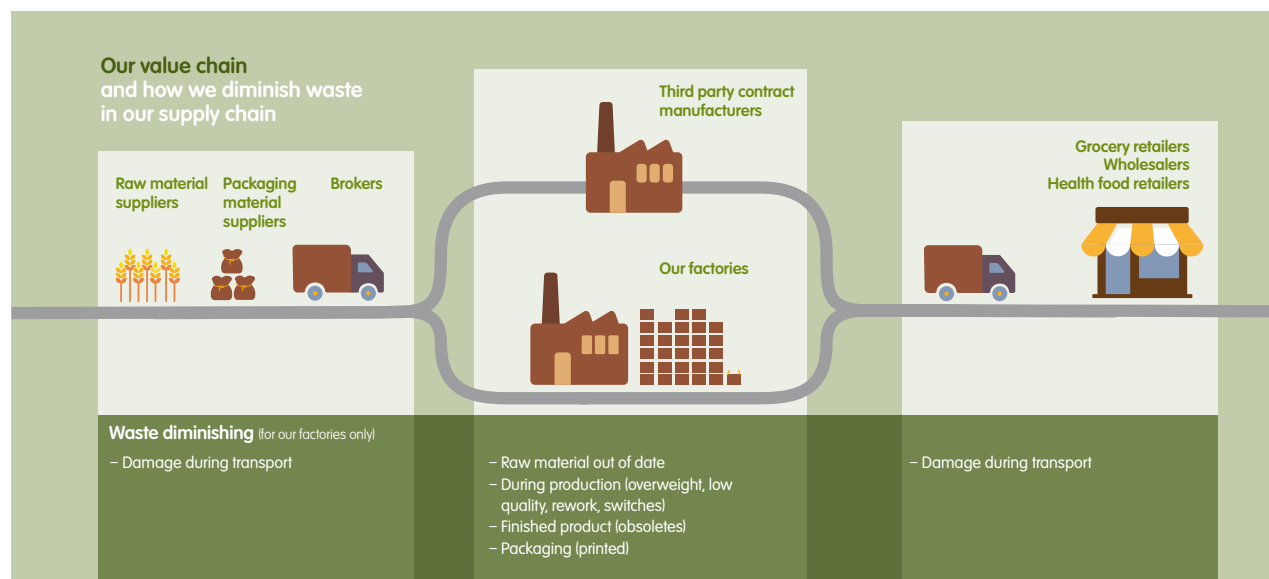 Our value chain
and how we diminish waste
in our supply chain
Raw material
suppliers
Packaging
material
suppliers
Brokers
Third party contract
manufacturers
Our factories
Grocery retailers
Wholesalers
Health food retailers
Waste diminishing (for our factories only)
– Damage during transport
– Raw material out of date
– During production (overweight, low
quality, rework, switches)
– Finished product (obsoletes)
– Packaging (printed)
– Damage during transport